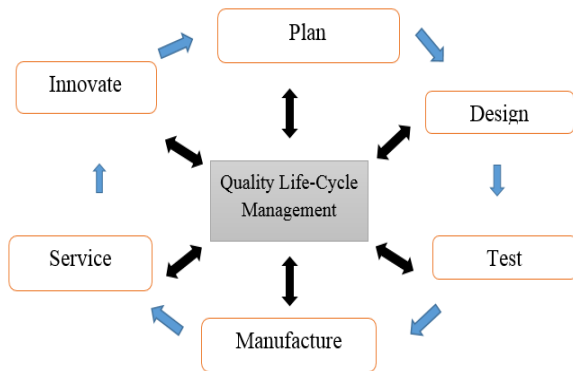 Plan
Innovate
Design
Quality Life-Cycle
Management
Service
Test
Manufacture